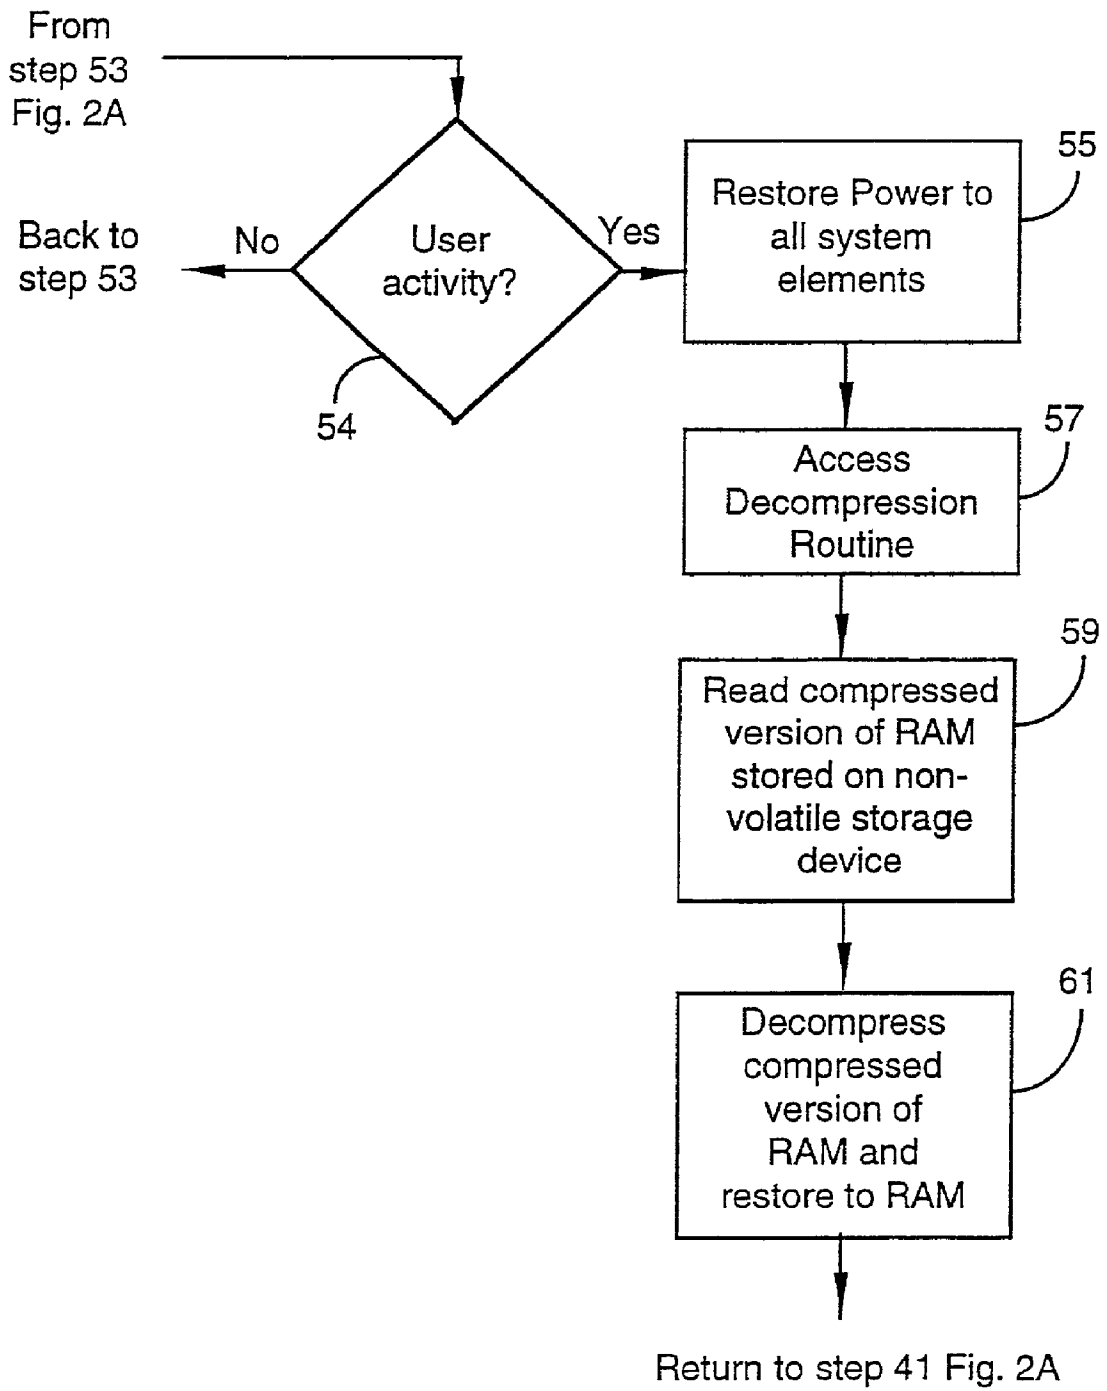 From
step 53
Fig. 2A
Back to
step 53
No
User
activity?
Yes
54
Restore Power to
all system
elements
55
Access
Decompression
Routine
57
Read compressed
version of RAM
stored on non-
volatile storage
device
59
Decompress
compressed
version of
RAM and
restore to RAM
61
Return to step 41 Fig. 2A